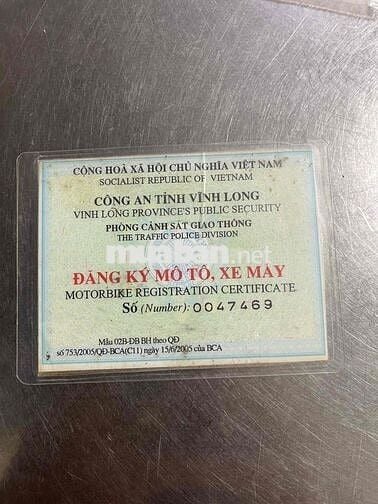 CỘNG HOÀ XÃ HỘI CHỦ NGHĨA VIỆT NAM
SOCIALIST REPUBLIC OF VIETNAM
CÔNG AN TỈNH VĨNH LONG
VINH LONG PROVINCE'S PUBLIC SECURITY
PHÒNG CẢNH SÁT GIAO THÔNG
THE TRAFFIC POLICE DIVISION
muaban.net
ĐĂNG KÝ MÔ TÔ, XE MÁY
MOTORBIKE REGISTRATION CERTIFICATE
Số (Number): 0047469
Mẫu 02B-ĐB BH theo QĐ
số 753/2005/QĐ-BCA(C11) ngày 15/6/2005 của BCA